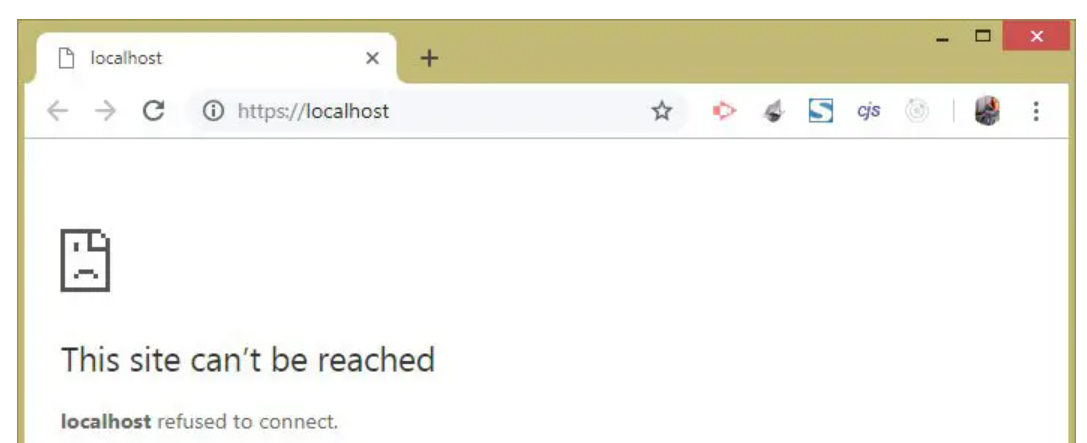 localhost
https://localhost
cjs
This site can't be reached
localhost refused to connect.